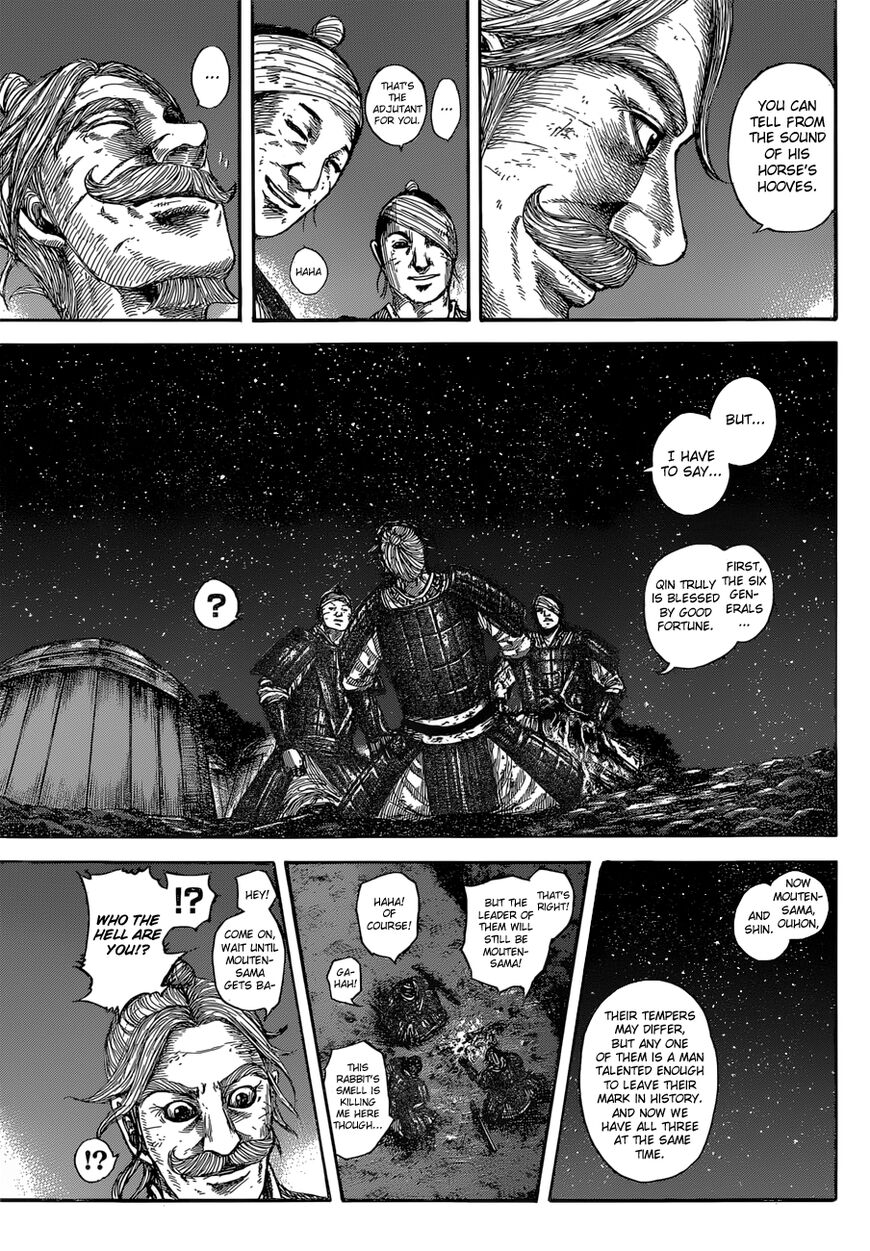 YOU CAN
TELL FROM
THE SOUND
OF HIS
HORSE'S
HOOVES.
...
THAT'S
THE
ADJUTANT
FOR YOU.
HAHA
...
BUT...
I HAVE
TO SAY...
FIRST,
THE SIX
GEN-
ERALS
...
QIN TRULY
IS BLESSED
BY GOOD
FORTUNE.
?
NOW
MOUTEN-
SAMA,
OUHON,
AND
SHIN.
THEIR TEMPERS
MAY DIFFER,
BUT ANY ONE
OF THEM IS A MAN
TALENTED ENOUGH
TO LEAVE THEIR
MARK IN HISTORY.
AND NOW WE
HAVE ALL THREE
AT THE SAME
TIME.
THAT'S
RIGHT!
BUT THE
LEADER OF
THEM WILL
STILL BE
MOUTEN-
SAMA!
HAHA!
OF
COURSE!
GA-
HAH!
THIS
RABBIT'S
SMELL IS
KILLING
ME HERE
THOUGH...
HEY!
COME ON,
WAIT UNTIL
MOUTEN-
SAMA
GETS BA-
!?
WHO THE
HELL ARE
YOU!?
!?